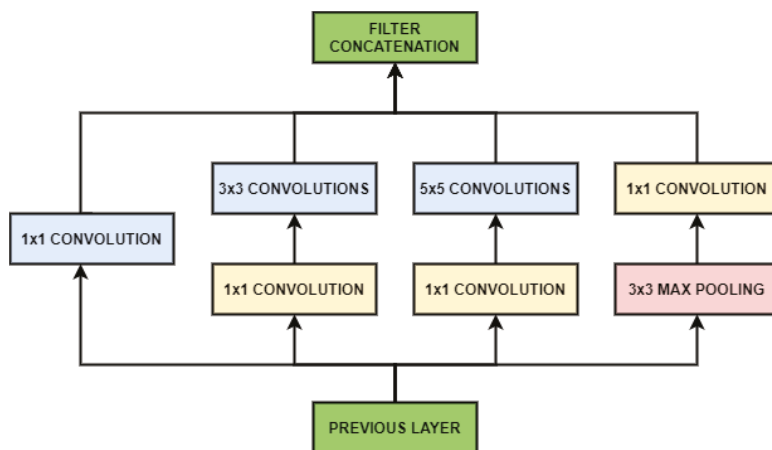 FILTER
CONCATENATION
3x3 CONVOLUTIONS
5x5 CONVOLUTIONS
1x1 CONVOLUTION
1x1 CONVOLUTION
1x1 CONVOLUTION
1x1 CONVOLUTION
3x3 MAX POOLING
PREVIOUS LAYER